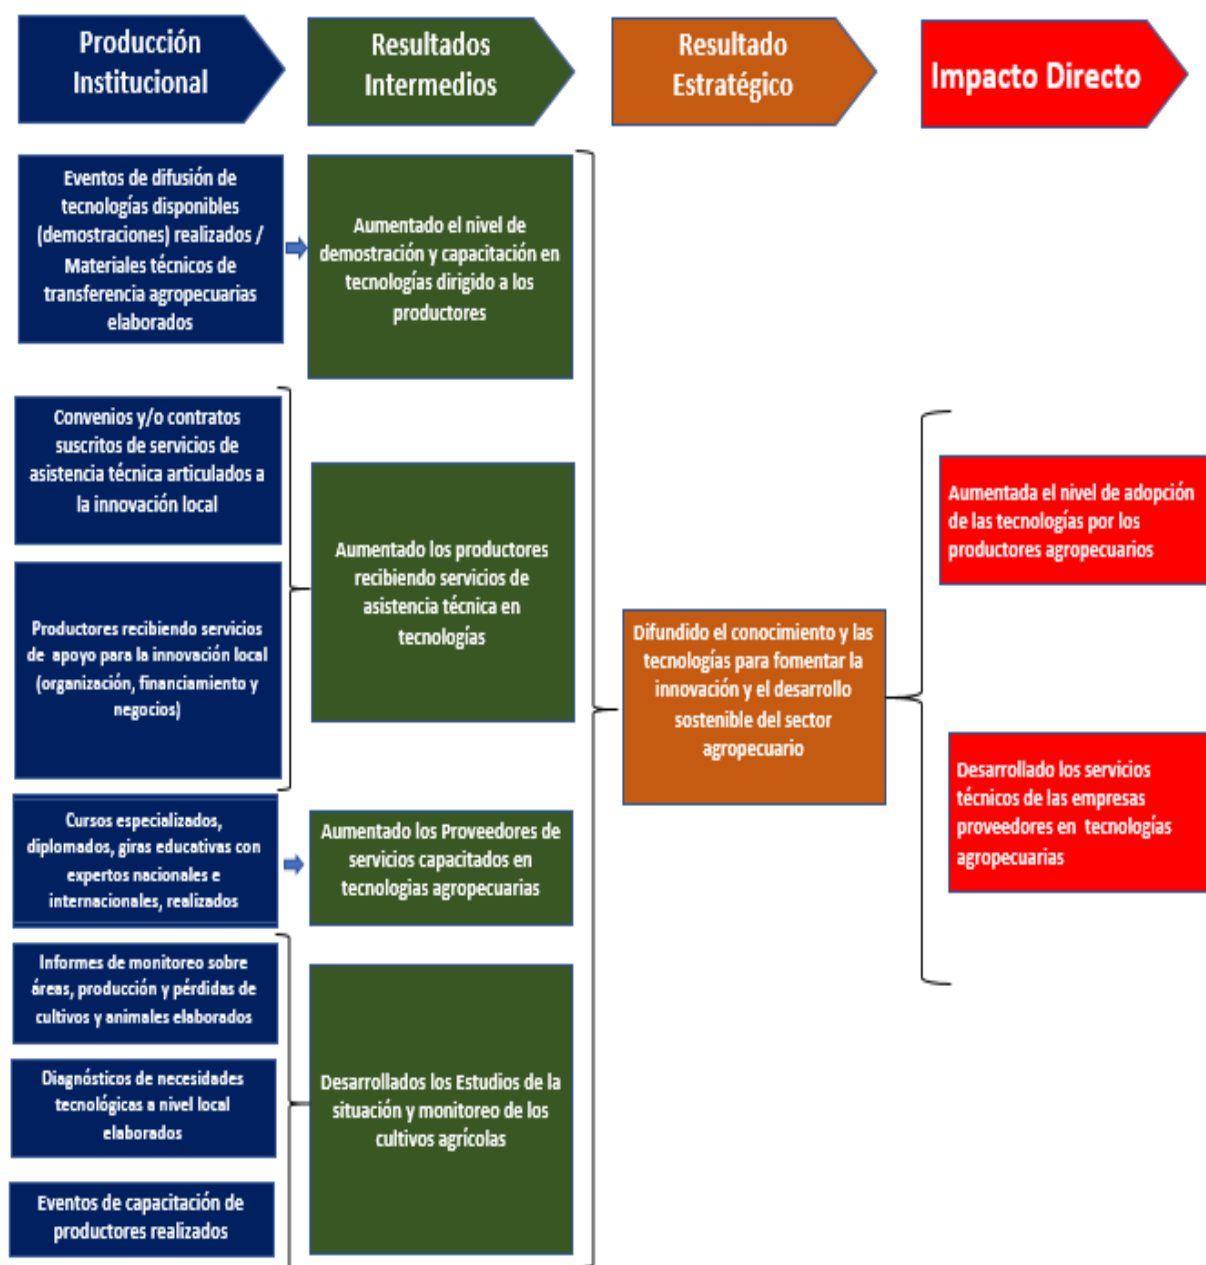 Producción
Institucional
Resultados
Intermedios
Resultado
Estratégico
Impacto Directo
Eventos de difusión de
tecnologías disponibles
(demostraciones) realizados /
Materiales técnicos de
transferencia agropecuarias
elaborados
Aumentado el nivel de
demostración y capacitación en
tecnologías dirigido a los
productores
Convenios y/o contratos
suscritos de servicios de
asistencia técnica articulados a
la innovación local
Productores recibiendo servicios
de apoyo para la innovación local
(organización, financiamiento y
negocios)
Aumentado los productores
recibiendo servicios de
asistencia técnica en
tecnologías
Cursos especializados,
diplomados, giras educativas con
expertos nacionales e
internacionales, realizados
Aumentado los Proveedores de
servicios capacitados en
tecnologias agropecuarias
Informes de monitoreo sobre
áreas, producción y pérdidas de
cultivos y animales elaborados
Diagnósticos de necesidades
tecnológicas a nivel local
elaborados
Eventos de capacitación de
productores realizados
Desarrollados los Estudios de la
situación y monitoreo de los
cultivos agrícolas
Difundido el conocimiento y las
tecnologías para fomentar la
innovación y el desarrollo
sostenible del sector
agropecuario
Aumentada el nivel de adopción
de las tecnologías por los
productores agropecuarios
Desarrollado los servicios
técnicos de las empresas
proveedores en tecnologías
agropecuarias